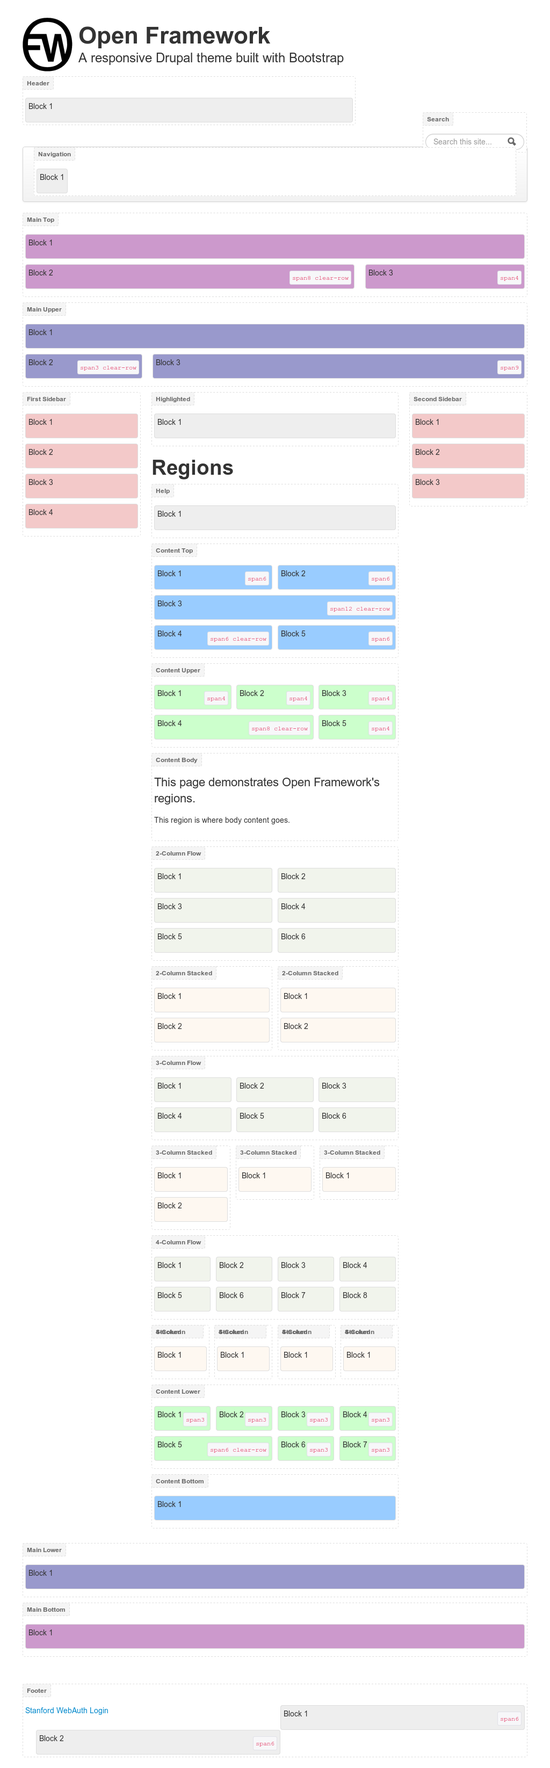 Open Framework
A responsive Drupal theme built with Bootstrap
Header
Block 1
Search
Search this site...
Navigation
Block 1
Main Top
Block 1
Block 2 span8 clear-row Block 3 span4
Main Upper
Block 1
Block 2 span3 clear-row Block 3 span9
First Sidebar
Block 1
Block 2
Block 3
Block 4
Highlighted
Block 1
Regions
Help
Block 1
Content Top
Block 1 span6 Block 2 span6
Block 3 span12 clear-row
Block 4 span6 clear-row Block 5 span6
Content Upper
Block 1 span4 Block 2 span4 Block 3 span4
Block 4 span8 clear-row Block 5 span4
Content Body
This page demonstrates Open Framework's
regions.
This region is where body content goes.
2-Column Flow
Block 1 Block 2
Block 3 Block 4
Block 5 Block 6
2-Column Stacked 2-Column Stacked
Block 1 Block 1
Block 2 Block 2
3-Column Flow
Block 1 Block 2 Block 3
Block 4 Block 5 Block 6
3-Column Stacked 3-Column Stacked 3-Column Stacked
Block 1 Block 1 Block 1
Block 2
4-Column Flow
Block 1 Block 2 Block 3 Block 4
Block 5 Block 6 Block 7 Block 8
Block 1 Block 1 Block 1 Block 1
Content Lower
Block 1 span3 Block 2 span3 Block 3 span3 Block 4 span3
Block 5 span6 clear-row Block 6 span3 Block 7 span3
Content Bottom
Block 1
Second Sidebar
Block 1
Block 2
Block 3
Main Lower
Block 1
Main Bottom
Block 1
Footer
Stanford WebAuth Login
Block 1 span6
Block 2 span6